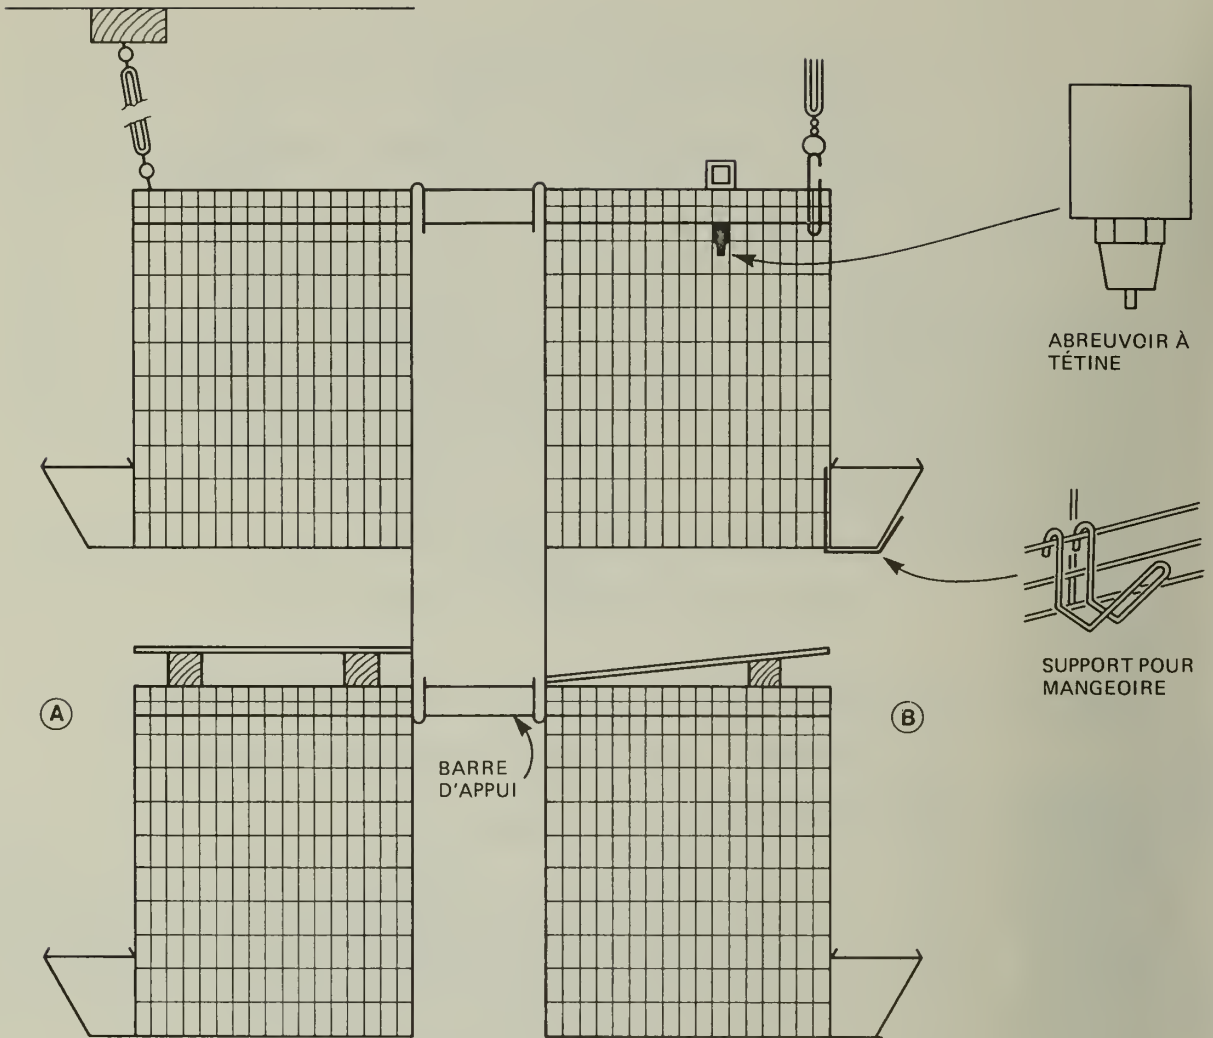 ABREUVOIR À
TÉTINE
SUPPORT POUR
MANGEOIRE
A
B
BARRE
D'APPUI